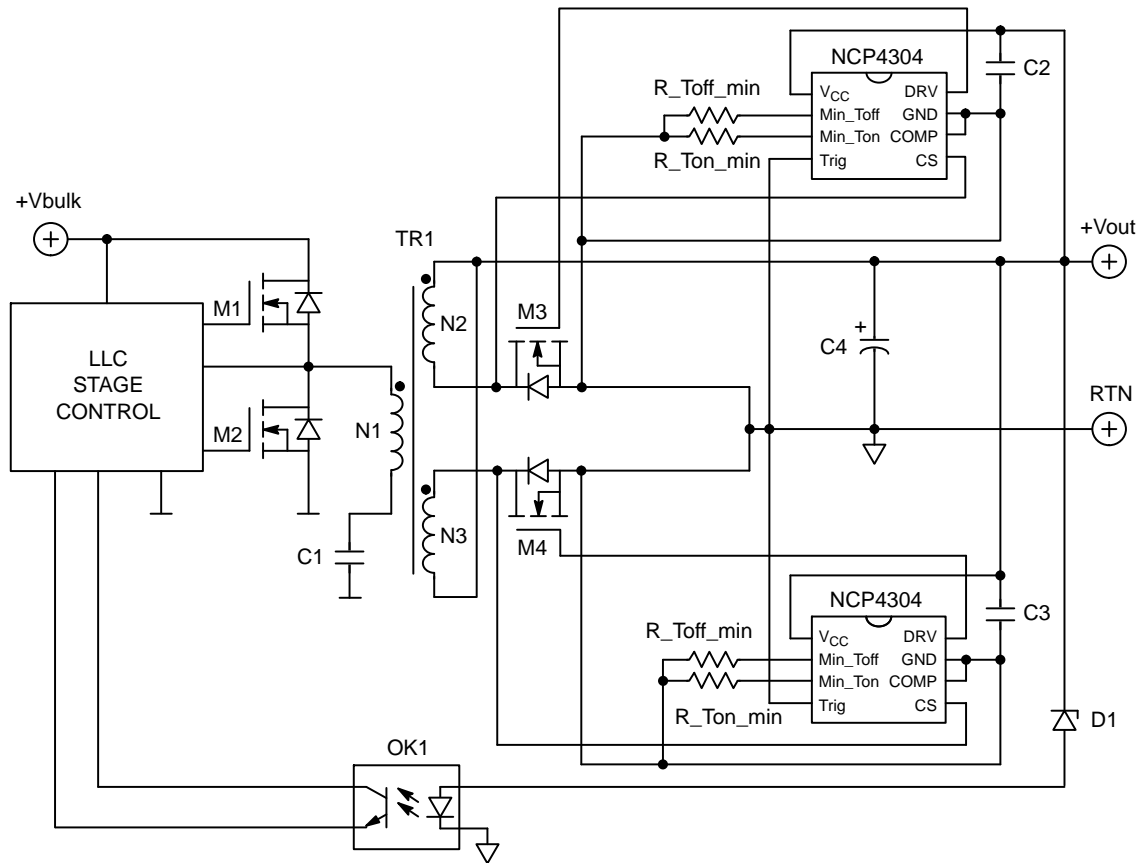 NCP4304
C2
R_Toff_min
VCC
DRV
Min_Toff
GND
Min_Ton
COMP
Trig
CS
R_Ton_min
+Vbulk
TR1
+Vout
M1
M3
N2
LLC
STAGE
CONTROL
C4
+
M2
N1
RTN
N3
C1
M4
NCP4304
C3
R_Toff_min
VCC
DRV
Min_Toff
GND
Min_Ton
COMP
Trig
CS
R_Ton_min
D1
OK1